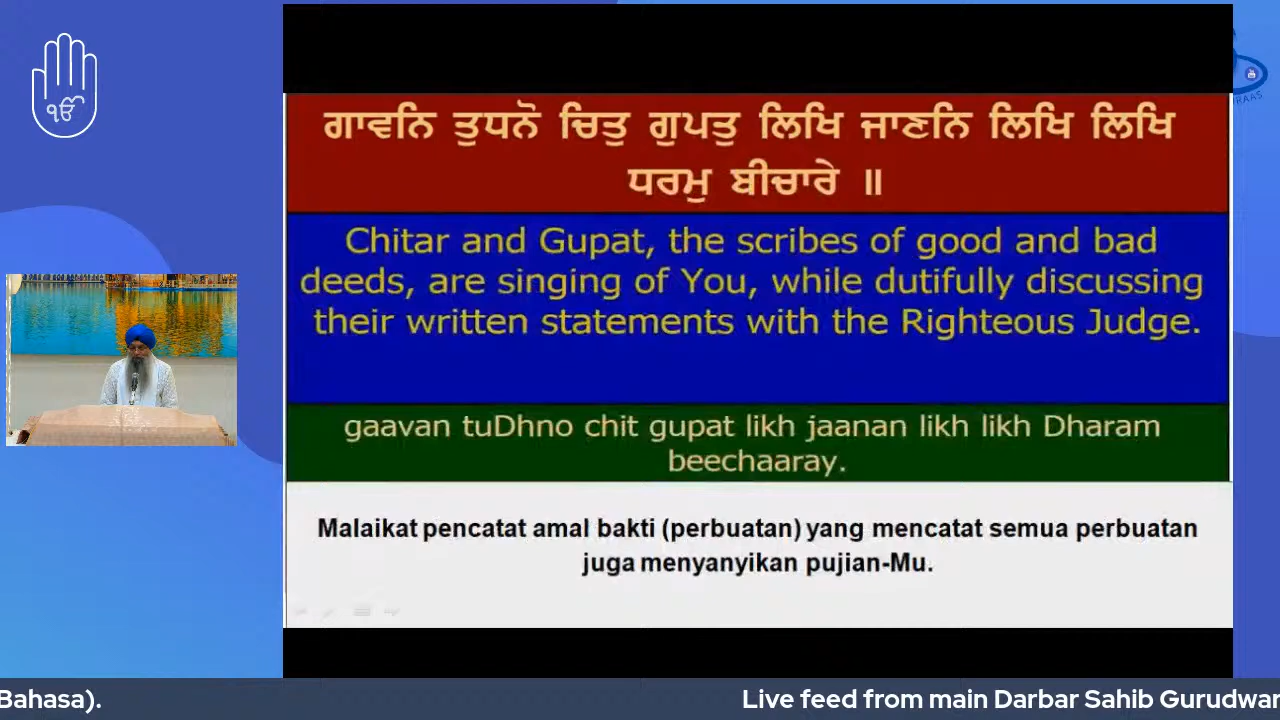 ੴ
ਗਾਵਨਿ ਤੁਧਨੋ ਚਿਤੁ ਗੁਪਤੁ ਲਿਖਿ ਜਾਣਨਿ ਲਿਖਿ ਲਿਖਿ
ਧਰਮੁ ਬੀਚਾਰੇ ॥
Chitar and Gupat, the scribes of good and bad
deeds, are singing of You, while dutifully discussing
their written statements with the Righteous Judge.
gaavan tuDhno chit gupat likh jaanan likh likh Dharam
beechaaray.
Malaikat pencatat amal bakti (perbuatan) yang mencatat semua perbuatan
juga menyanyikan pujian-Mu.
Bahasa). Live feed from main Darbar Sahib Gurudwar